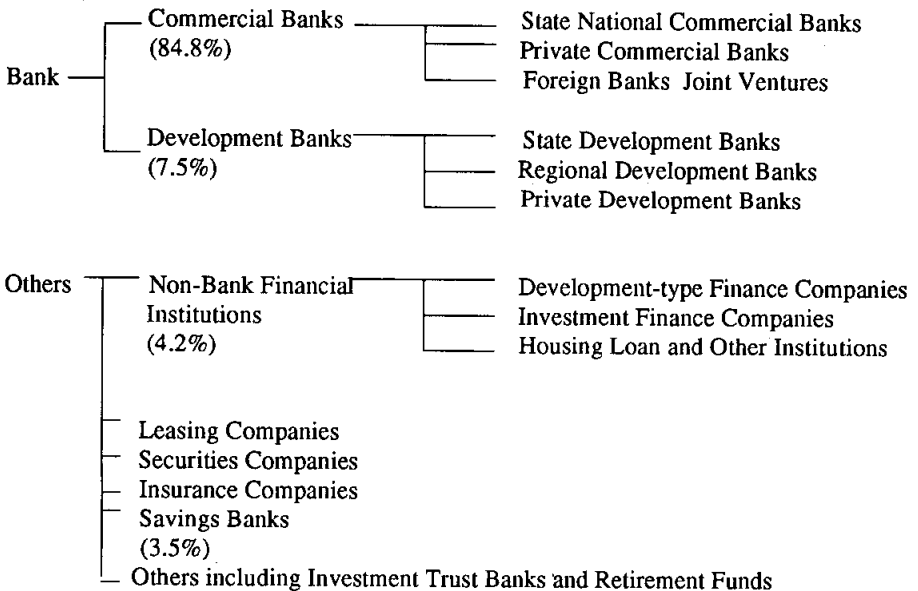 Commercial Banks
(84.8%)
State National Commercial Banks
Private Commercial Banks
Foreign Banks Joint Ventures
Bank
Development Banks
(7.5%)
State Development Banks
Regional Development Banks
Private Development Banks
Others
Non-Bank Financial
Institutions
(4.2%)
Development-type Finance Companies
Investment Finance Companies
Housing Loan and Other Institutions
Leasing Companies
Securities Companies
Insurance Companies
Savings Banks
(3.5%)
Others including Investment Trust Banks and Retirement Funds